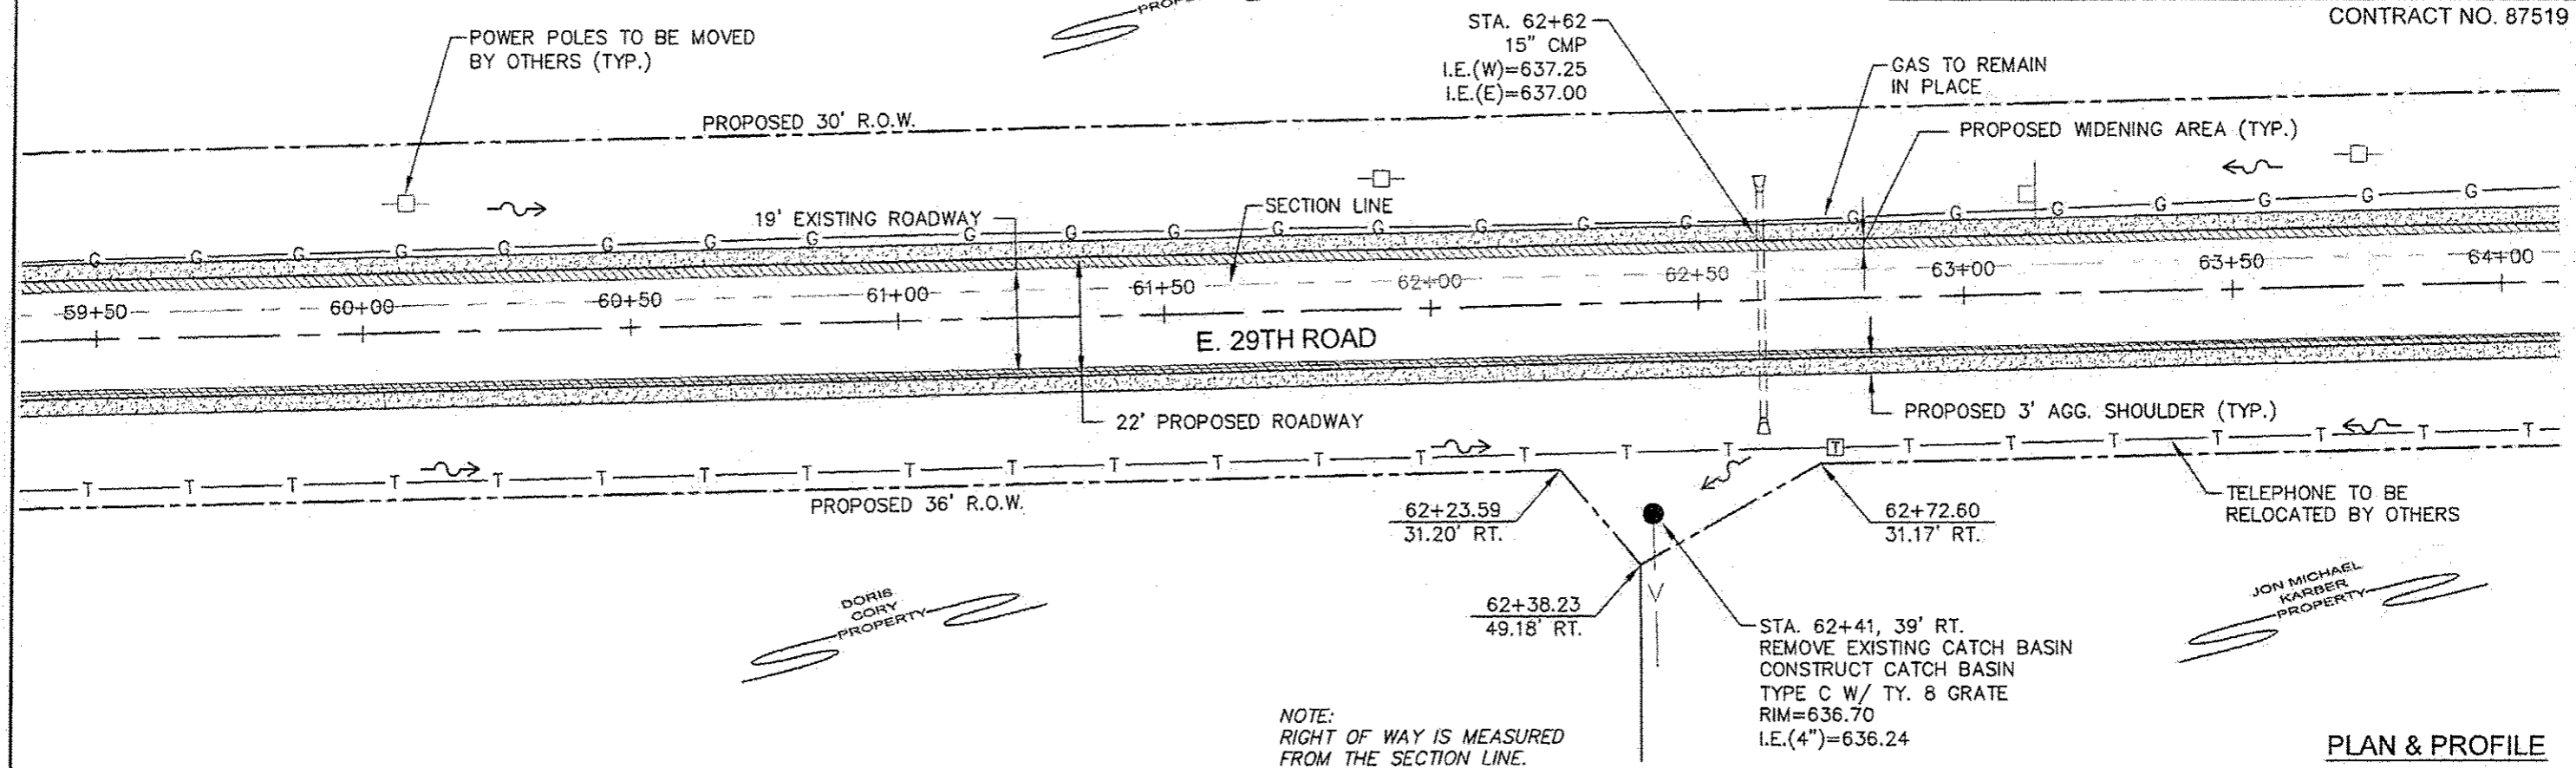 CONTRACT NO. 87519
POWER POLES TO BE MOVED
BY OTHERS (TYP.)
STA. 62+62
15" CMP
I.E.(W)=637.25
I.E.(E)=637.00
GAS TO REMAIN
IN PLACE
PROPOSED 30' R.O.W.
PROPOSED WIDENING AREA (TYP.)
19' EXISTING ROADWAY
SECTION LINE
G G G G G G G G G G G G G G G G G G G G G G G G
59+50 60+00 60+50 61+00 61+50 62+00 62+50 63+00 63+50 64+00
E. 29TH ROAD
22' PROPOSED ROADWAY
PROPOSED 3' AGG. SHOULDER (TYP.)
T T T T T T T T T T T T T T T T T T T T T T T T T
PROPOSED 36' R.O.W.
62+23.59
31.20' RT.
62+72.60
31.17' RT.
TELEPHONE TO BE
RELOCATED BY OTHERS
62+38.23
49.18' RT.
DORIS
CORY
PROPERTY
JON MICHAEL
KARBER
PROPERTY
STA. 62+41, 39' RT.
REMOVE EXISTING CATCH BASIN
CONSTRUCT CATCH BASIN
TYPE C W/ TY. 8 GRATE
RIM=636.70
I.E.(4")=636.24
NOTE:
RIGHT OF WAY IS MEASURED
FROM THE SECTION LINE.
PLAN & PROFILE